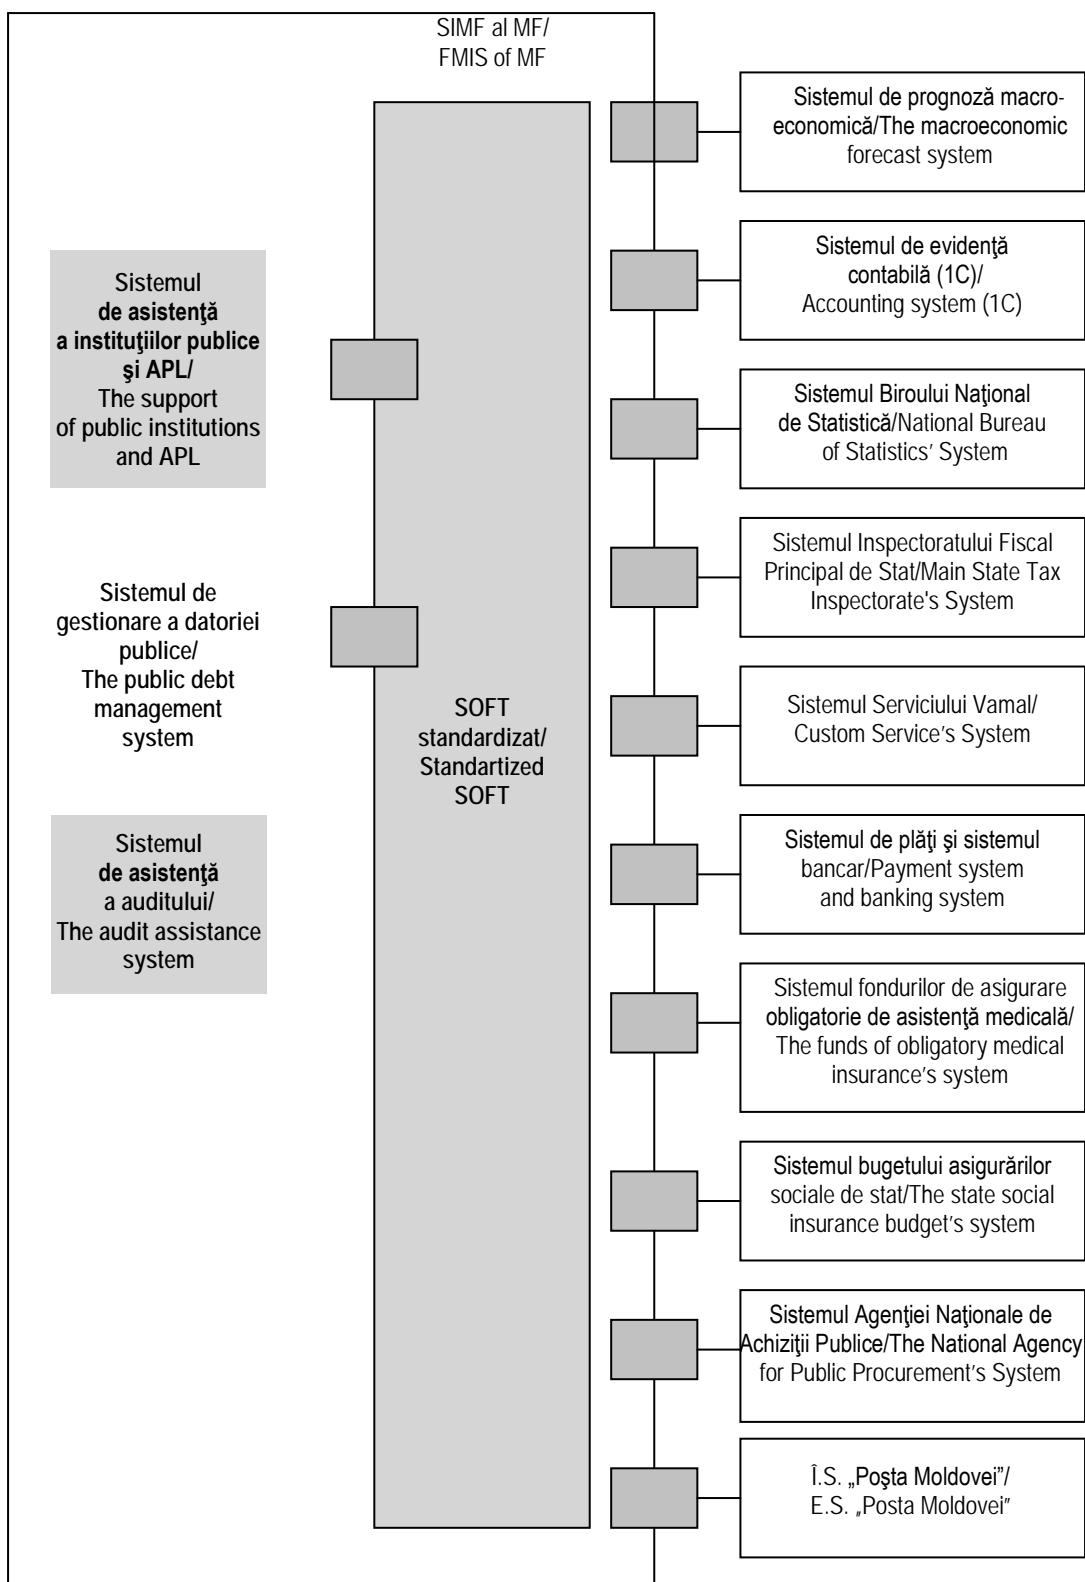 SIMF al MF/
FMIS of MF
Sistemul
de asistenţă
a instituţiilor publice
şi APL/
The support
of public institutions
and APL
Sistemul de
gestionare a datoriei
publice/
The public debt
management
system
Sistemul
de asistenţă
a auditului/
The audit assistance
system
SOFT
standardizat/
Standartized
SOFT
Sistemul de prognoză macro-
economică/The macroeconomic
forecast system
Sistemul de evidenţă
contabilă (1C)/
Accounting system (1C)
Sistemul Biroului Naţional
de Statistică/National Bureau
of Statistics’ System
Sistemul Inspectoratului Fiscal
Principal de Stat/Main State Tax
Inspectorate's System
Sistemul Serviciului Vamal/
Custom Service’s System
Sistemul de plăţi şi sistemul
bancar/Payment system
and banking system
Sistemul fondurilor de asigurare
obligatorie de asistenţă medicală/
The funds of obligatory medical
insurance’s system
Sistemul bugetului asigurărilor
sociale de stat/The state social
insurance budget’s system
Sistemul Agenţiei Naţionale de
Achiziţii Publice/The National Agency
for Public Procurement’s System
Î.S. „Poşta Moldovei”/
E.S. „Posta Moldovei”